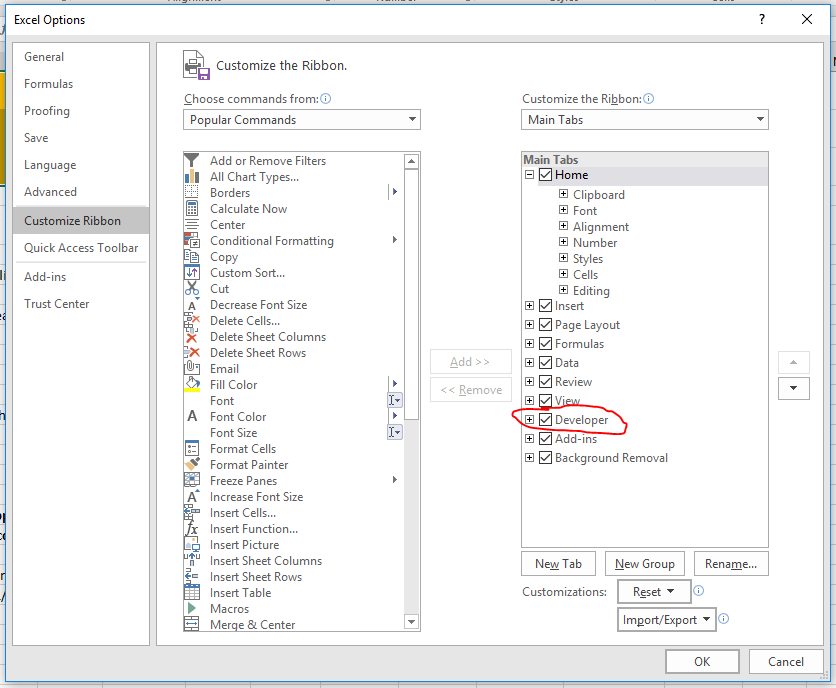 Excel Options
?
General
Formulas
Proofing
Save
Language
Advanced
Customize Ribbon
Quick Access Toolbar
Add-ins
Trust Center
Customize the Ribbon.
Choose commands from:
Popular Commands
Add or Remove Filters
All Chart Types...
Borders
Calculate Now
Center
Conditional Formatting
Copy
Custom Sort...
Cut
Decrease Font Size
Delete Cells...
Delete Sheet Columns
Delete Sheet Rows
Email
Fill Color
Font
Font Color
Font Size
Format Cells
Format Painter
Freeze Panes
Increase Font Size
Insert Cells...
Insert Function...
Insert Picture
Insert Sheet Columns
Insert Sheet Rows
Insert Table
Macros
Merge & Center
Add >>
<< Remove
Customize the Ribbon:
Main Tabs
Main Tabs
Home
Clipboard
Font
Alignment
Number
Styles
Cells
Editing
Insert
Page Layout
Formulas
Data
Review
View
Developer
Add-ins
Background Removal
New Tab
New Group
Rename...
Customizations:
Reset
Import/Export
OK
Cancel